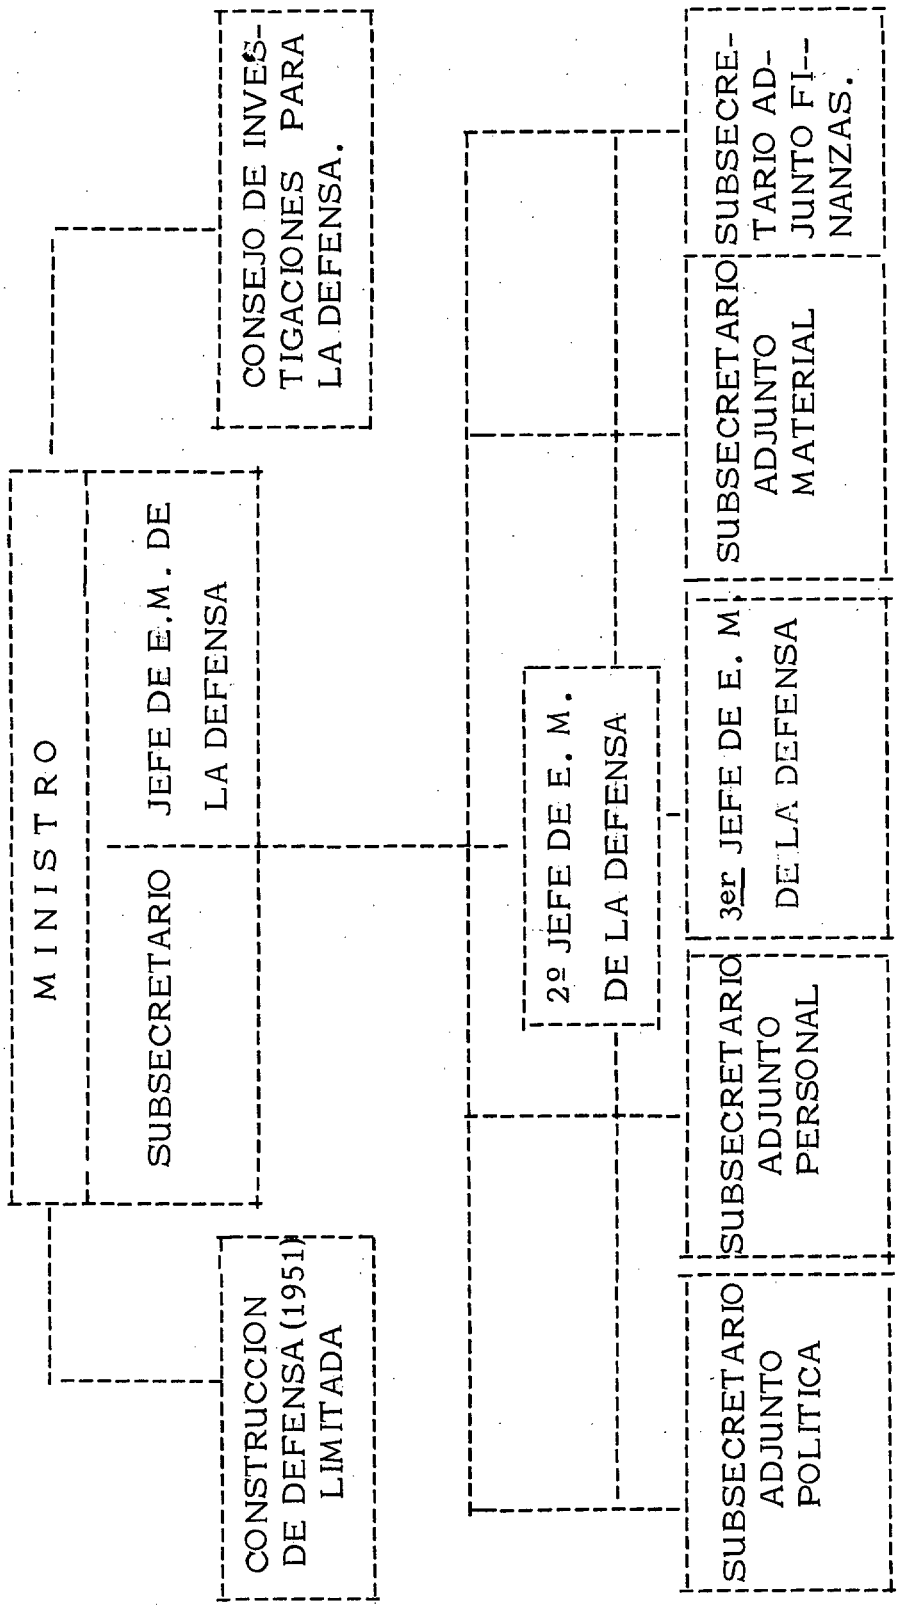 MINISTRO
SUBSECRETARIO
JEFE DE E.M. DE
LA DEFENSA
CONSTRUCCION
DE DEFENSA (1951)
LIMITADA
CONSEJO DE INVES-
TIGACIONES PARA
LA DEFENSA.
2º JEFE DE E. M.
DE LA DEFENSA
SUBSECRETARIO
ADJUNTO
POLITICA
SUBSECRETARIO
ADJUNTO
PERSONAL
3er JEFE DE E. M.
DE LA DEFENSA
SUBSECRETARIO
ADJUNTO
MATERIAL
SUBSECRE-
TARIO AD-
JUNTO FI--
NANZAS.